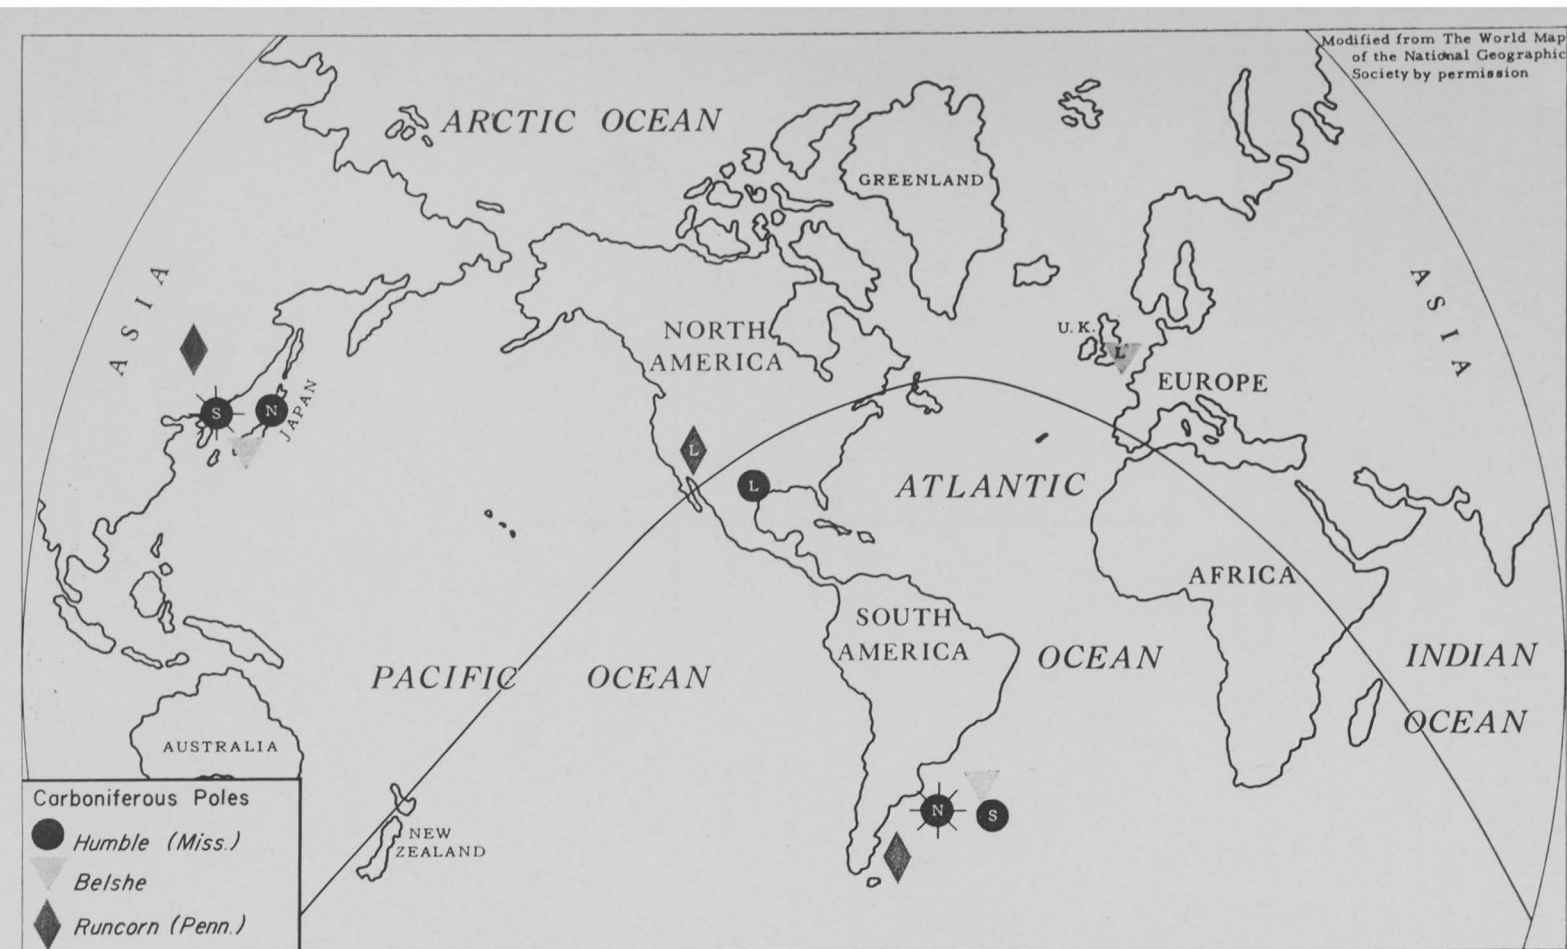 Modified from The World Map
of the National Geographic
Society by permission
ARCTIC OCEAN
GREENLAND
ASIA
ASIA
NORTH
AMERICA
U. K.
L
EUROPE
S
N
JAPAN
L
L
ATLANTIC
AFRICA
SOUTH
AMERICA
OCEAN
INDIAN
OCEAN
PACIFIC OCEAN
AUSTRALIA
N
S
NEW
ZEALAND
Carboniferous Poles
Humble (Miss.)
Belshe
Runcorn (Penn.)